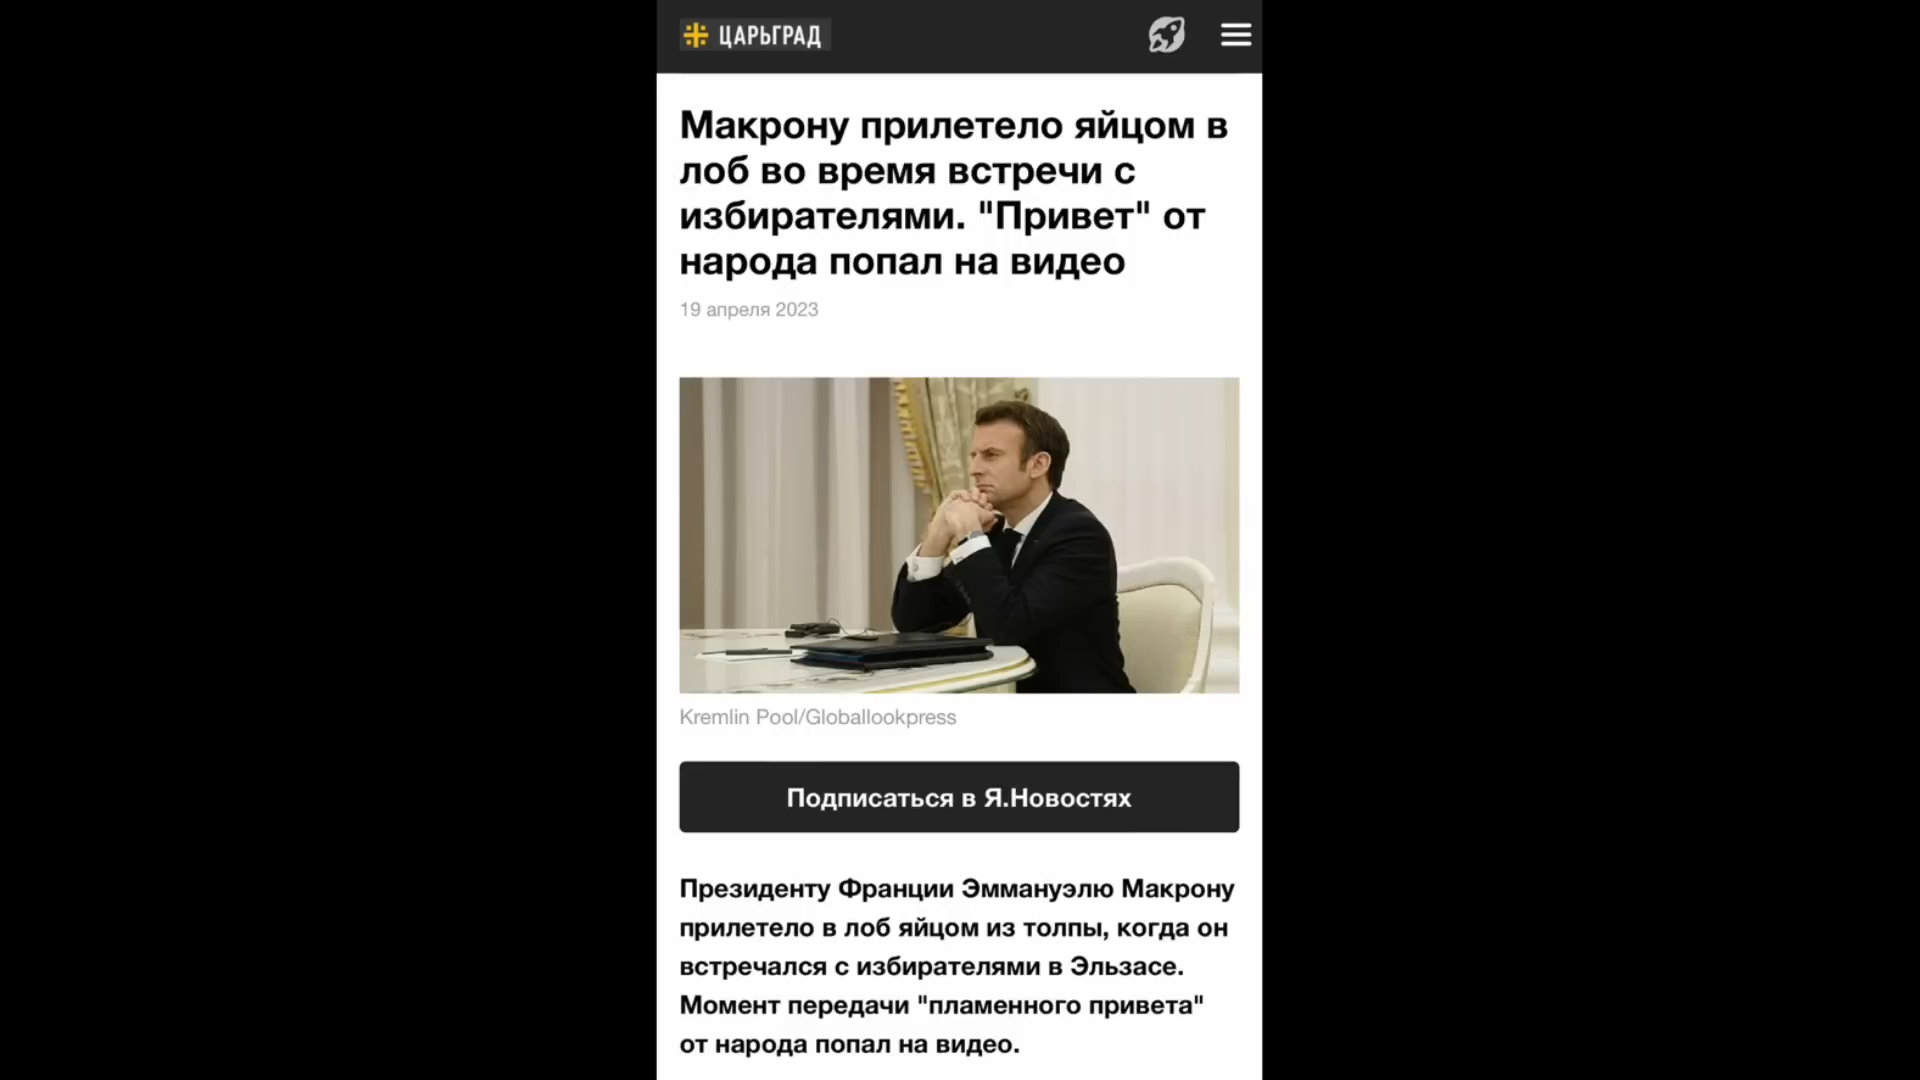 ЦАРЬГРАД
Макрону прилетело яйцом в
лоб во время встречи с
избирателями. "Привет" от
народа попал на видео
19 апреля 2023
Kremlin Pool/Globallookpress
Подписаться в Я.Новостях
Президенту Франции Эммануэлю Макрону
прилетело в лоб яйцом из толпы, когда он
встречался с избирателями в Эльзасе.
Момент передачи "пламенного привета"
от народа попал на видео.